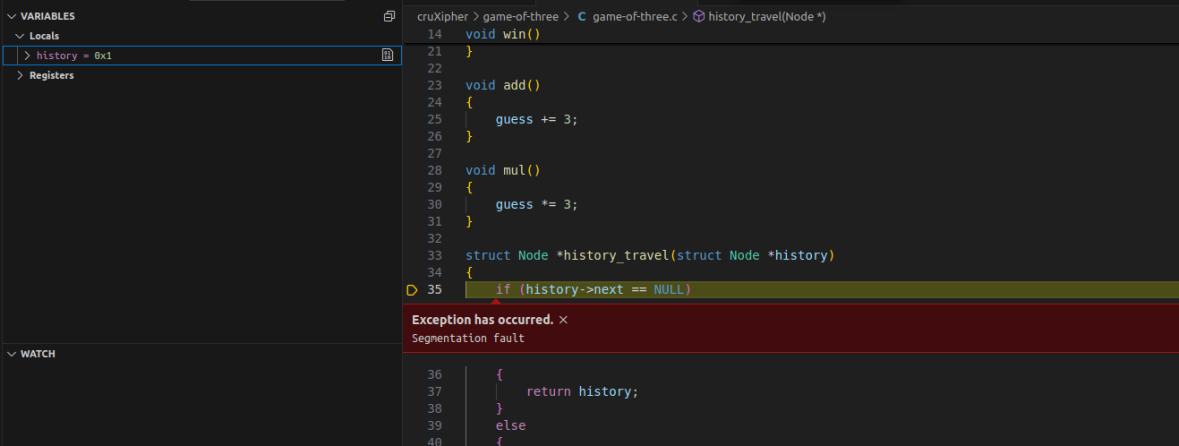 VARIABLES
Locals
history = 0x1
Registers
WATCH
cruXipher > game-of-three > C game-of-three.c > history_travel(Node *)
14 void win()
21 }
22
23 void add()
24 {
25 guess += 3;
26 }
27
28 void mul()
29 {
30 guess *= 3;
31 }
32
33 struct Node *history_travel(struct Node *history)
34 {
35 if (history->next == NULL)
Exception has occurred. ×
Segmentation fault
36 {
37 return history;
38 }
39 else
40 {